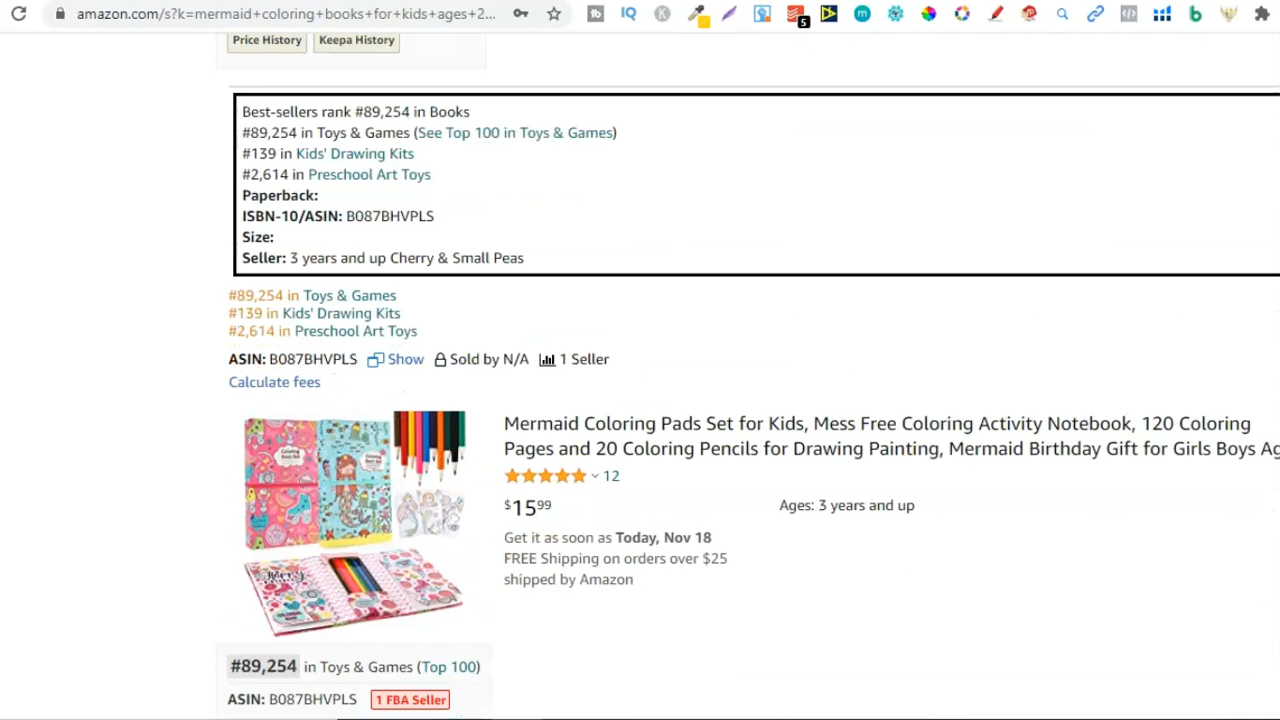 amazon.com/s?k=mermaid+coloring+books+for+kids+ages+2...
5
Price History Keepa History
Best-sellers rank #89,254 in Books
#89,254 in Toys & Games (See Top 100 in Toys & Games)
#139 in Kids' Drawing Kits
#2,614 in Preschool Art Toys
Paperback:
ISBN-10/ASIN: B087BHVPLS
Size:
Seller: 3 years and up Cherry & Small Peas
#89,254 in Toys & Games
#139 in Kids' Drawing Kits
#2,614 in Preschool Art Toys
ASIN: B087BHVPLS Show Sold by N/A 1 Seller
Calculate fees
Mermaid Coloring Pads Set for Kids, Mess Free Coloring Activity Notebook, 120 Coloring
Pages and 20 Coloring Pencils for Drawing Painting, Mermaid Birthday Gift for Girls Boys Ag
12
$15 99
Ages: 3 years and up
Get it as soon as Today, Nov 18
FREE Shipping on orders over $25
shipped by Amazon
#89,254 in Toys & Games (Top 100)
ASIN: B087BHVPLS 1 FBA Seller